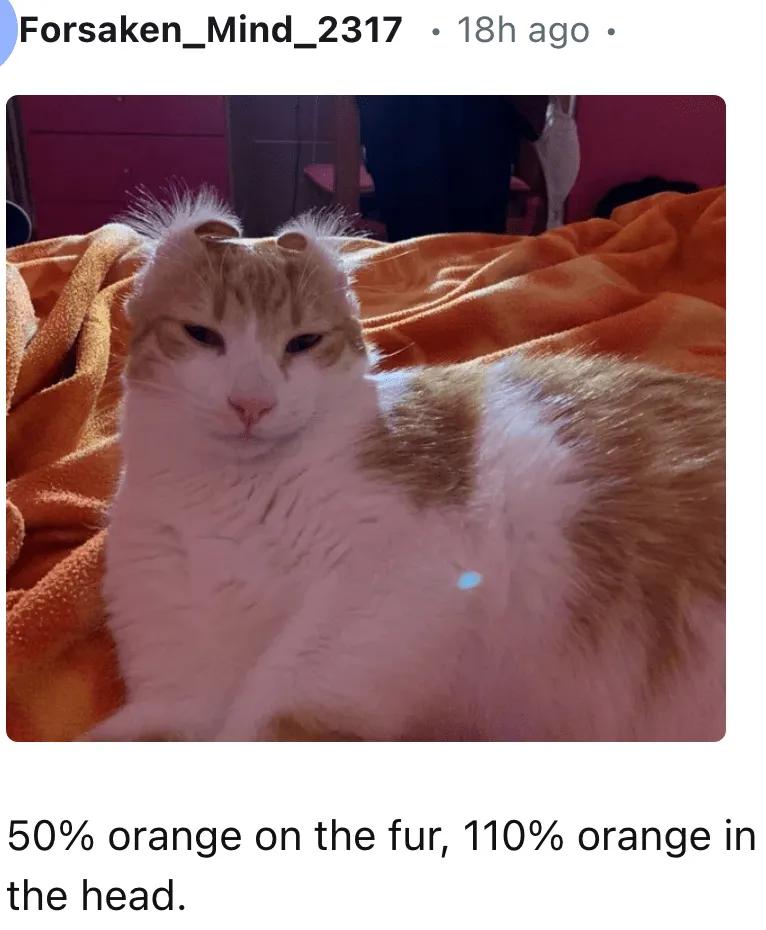 Forsaken_Mind_2317 • 18h ago •
50% orange on the fur, 110% orange in
the head.